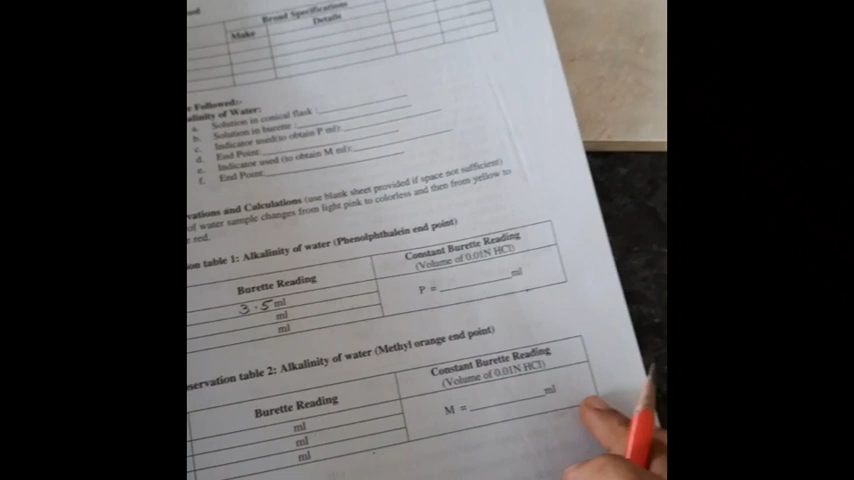 Broad Specifications
Make
Details
e Followed:-
alinity of Water:
a. Solution in conical flask :
b. Solution in burette :
c. Indicator used(to obtain P ml):
d. End Point:
e. Indicator used (to obtain M ml):
f. End Point:
vations and Calculations (use blank sheet provided if space not sufficient)
of water sample changes from light pink to colorless and then from yellow to
red.
on table 1: Alkalinity of water (Phenolphthalein end point)
Burette Reading
Constant Burette Reading
(Volume of 0.01N HCl)
3.5 ml
ml
ml
P = ml
servation table 2: Alkalinity of water (Methyl orange end point)
Burette Reading
Constant Burette Reading
(Volume of 0.01N HCl)
ml
ml
ml
M = ml